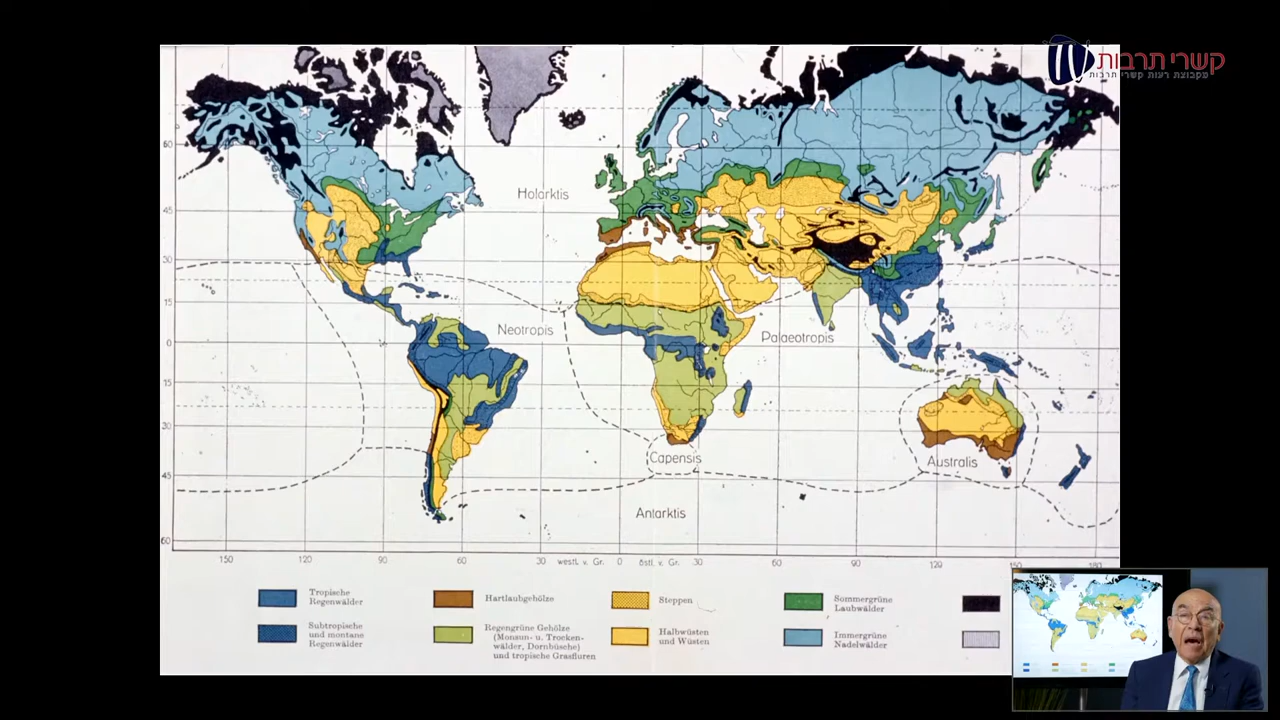 קשרי תרבות
מקבוצת רעות קשרי תרבות
60
45
30
15
0
15
30
45
60
Holarktis
Neotropis
Palaeotropis
Capensis
Australis
Antarktis
150 120 90 60 30 westl. v. Gr. 0 östl. v. Gr. 30 60 90 120 150 180
Tropische
Regenwälder
Subtropische
und montane
Regenwälder
Hartlaubgehölze
Regengrüne Gehölze
(Monsun- u. Trocken-
wälder, Dornbüsche)
und tropische Grasfluren
Steppen
Halbwüsten
und Wüsten
Sommergrüne
Laubwälder
Immergrüne
Nadelwälder